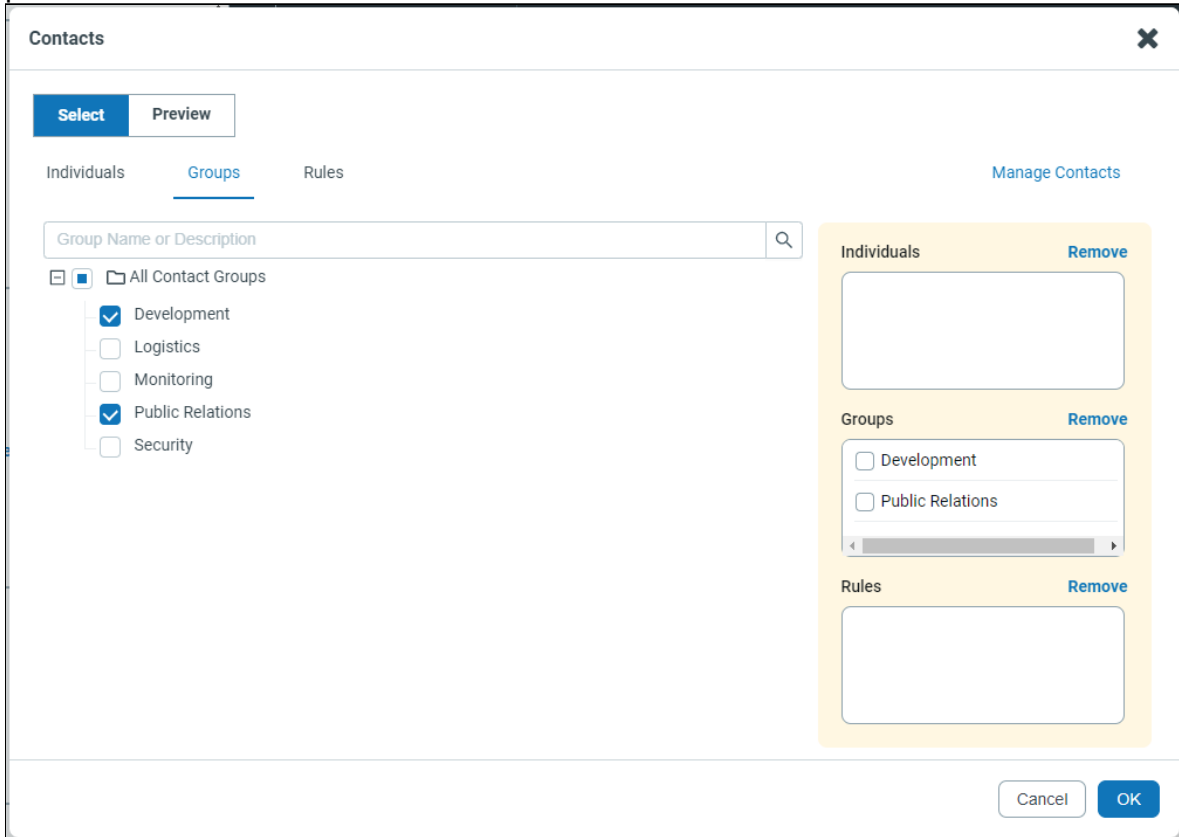 Contacts
Select Preview
Individuals Groups Rules Manage Contacts
Group Name or Description
All Contact Groups
Development
Logistics
Monitoring
Public Relations
Security
Individuals Remove
Groups Remove
Development
Public Relations
Rules Remove
Cancel OK